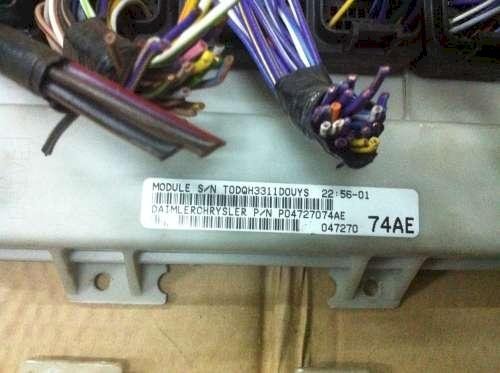 MODULE S/N TODQH3311DOUYS 22:56-01
DAIMLERCHRYSLER P/N P04727074AE
047270 74AE